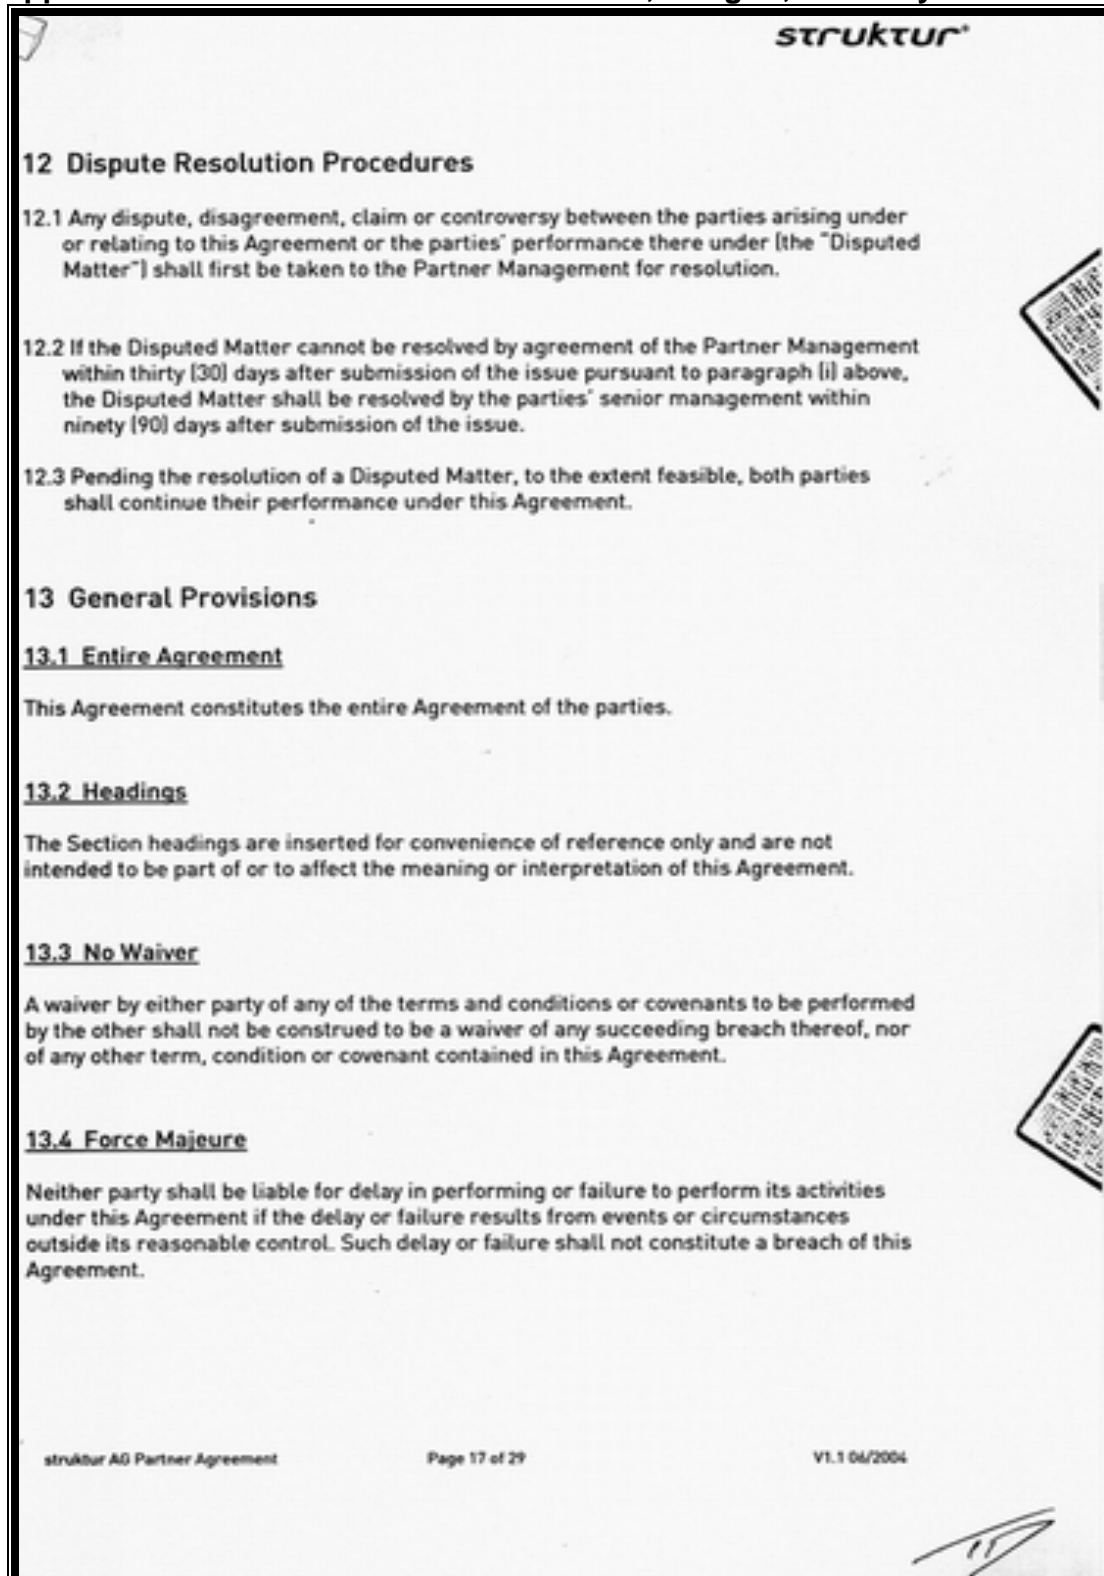 struktur
12 Dispute Resolution Procedures
12.1 Any dispute, disagreement, claim or controversy between the parties arising under
or relating to this Agreement or the parties' performance there under (the "Disputed
Matter") shall first be taken to the Partner Management for resolution.
12.2 If the Disputed Matter cannot be resolved by agreement of the Partner Management
within thirty (30) days after submission of the issue pursuant to paragraph (i) above,
the Disputed Matter shall be resolved by the parties' senior management within
ninety (90) days after submission of the issue.
12.3 Pending the resolution of a Disputed Matter, to the extent feasible, both parties
shall continue their performance under this Agreement.
13 General Provisions
13.1 Entire Agreement
This Agreement constitutes the entire Agreement of the parties.
13.2 Headings
The Section headings are inserted for convenience of reference only and are not
intended to be part of or to affect the meaning or interpretation of this Agreement.
13.3 No Waiver
A waiver by either party of any of the terms and conditions or covenants to be performed
by the other shall not be construed to be a waiver of any succeeding breach thereof, nor
of any other term, condition or covenant contained in this Agreement.
13.4 Force Majeure
Neither party shall be liable for delay in performing or failure to perform its activities
under this Agreement if the delay or failure results from events or circumstances
outside its reasonable control. Such delay or failure shall not constitute a breach of this
Agreement.
struktur AG Partner Agreement Page 17 of 29 V1.1 06/2004